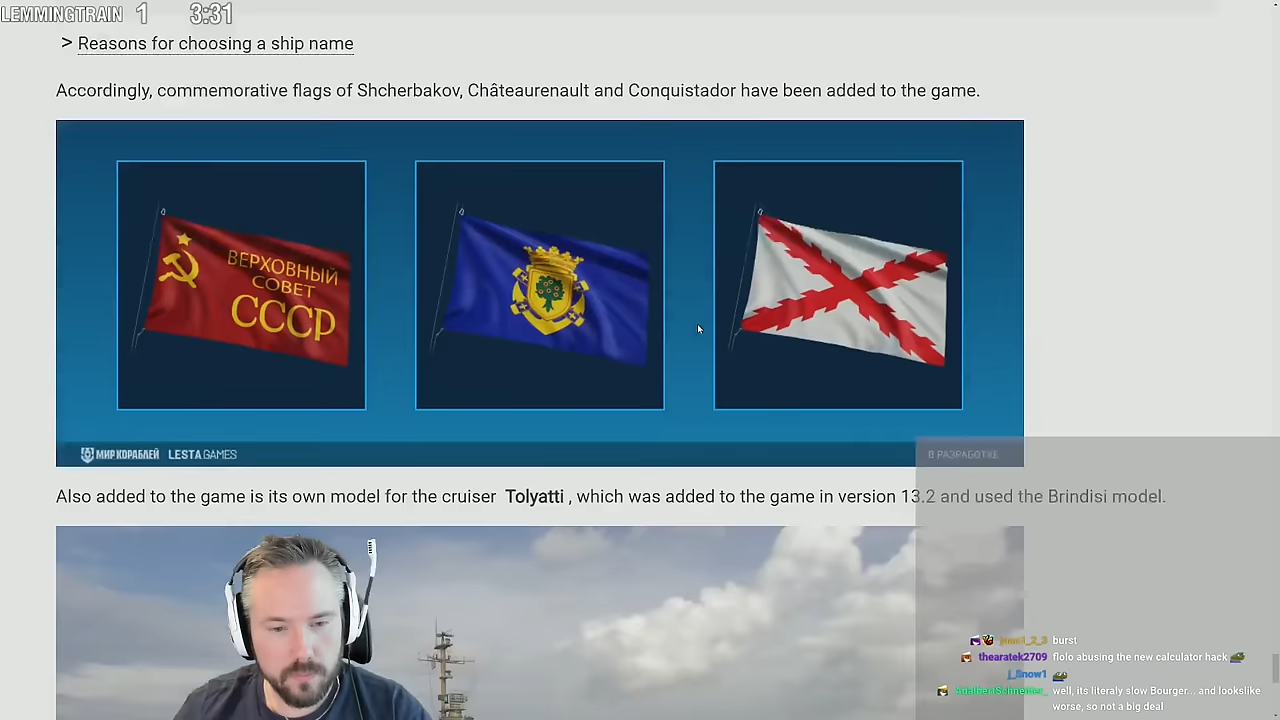 LEMMINGTRAIN 1 3:31
> Reasons for choosing a ship name
Accordingly, commemorative flags of Shcherbakov, Châteaurenault and Conquistador have been added to the game.
ВЕРХОВНЫЙ
СОВЕТ
СССР
МИР КОРАБЛЕЙ LESTA GAMES
В РАЗРАБОТКЕ
Also added to the game is its own model for the cruiser Tolyatti , which was added to the game in version 13.2 and used the Brindisi model.
burst
thearatek2709 flolo abusing the new calculator hack
j_Snow1
AdalbertSchneider_ well, its literaly slow Bourger... and lookslike
worse, so not a big deal